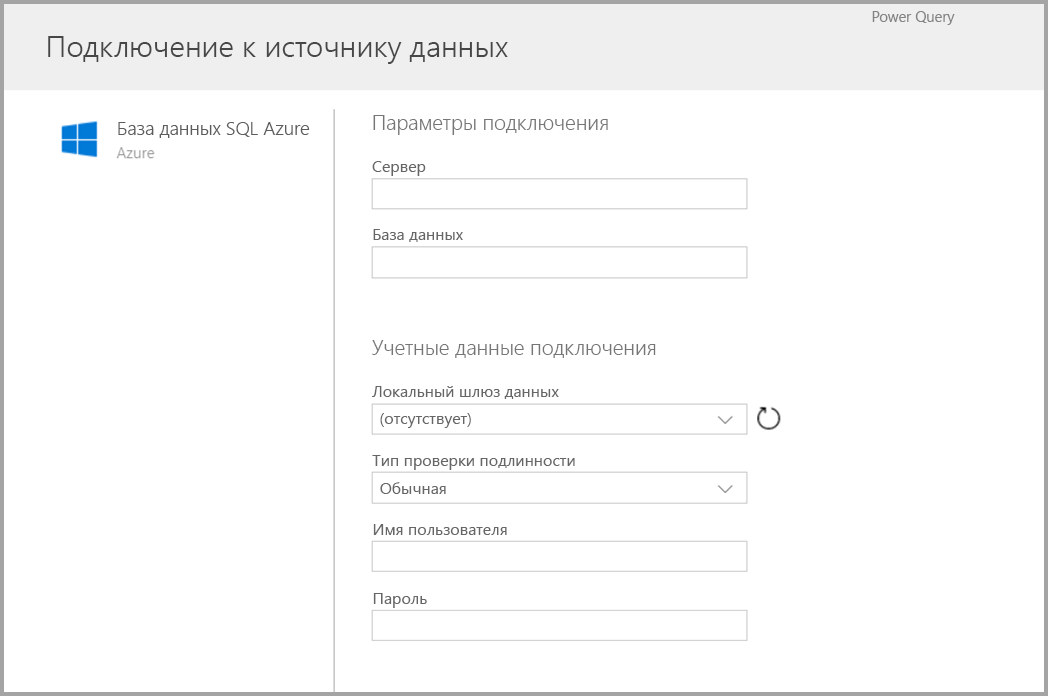 Power Query
Подключение к источнику данных
База данных SQL Azure
Azure
Параметры подключения
Сервер
База данных
Учетные данные подключения
Локальный шлюз данных
(отсутствует)
Тип проверки подлинности
Обычная
Имя пользователя
Пароль